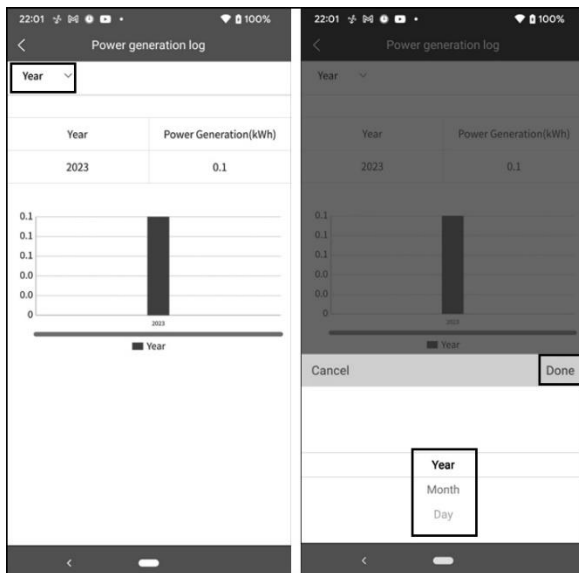 22:01 100%
Power generation log
Year
Year Power Generation(kWh)
2023 0.1
0.1
0.1
0.1
0.0
0.0
0
2023
Year
22:01 100%
Power generation log
Year
Year Power Generation(kWh)
2023 0.1
0.1
0.1
0.1
0.0
0.0
0
2023
Year
Cancel Done
Year
Month
Day